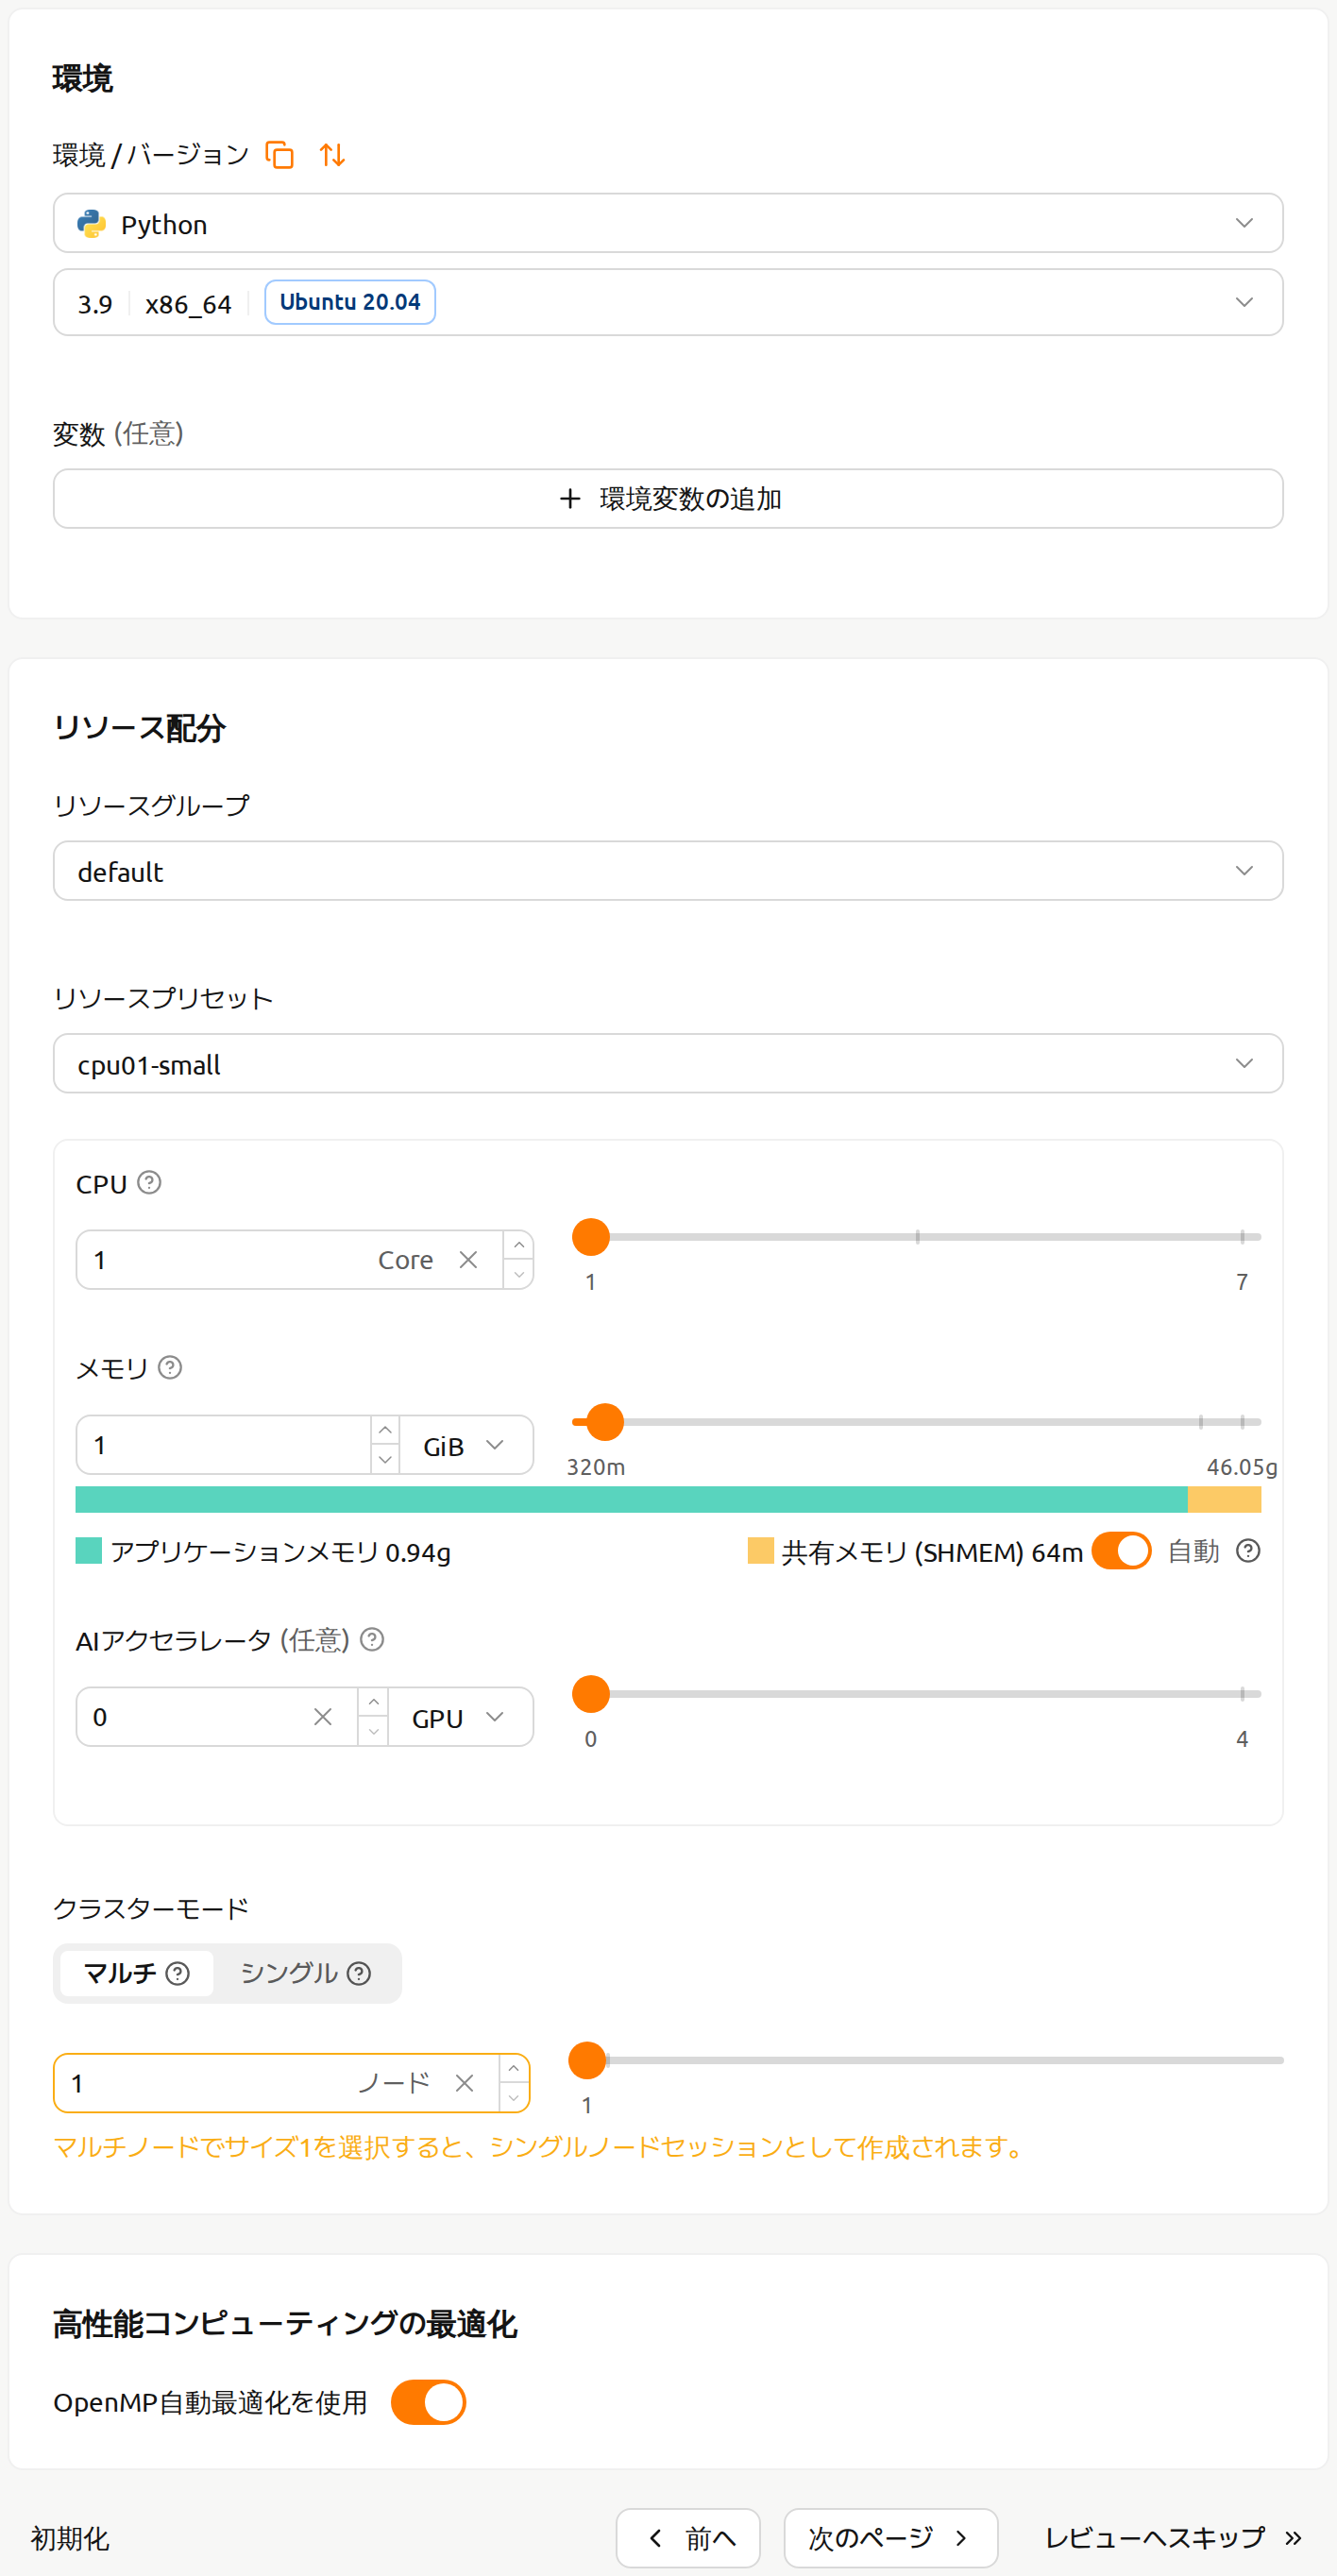 環境
環境 / バージョン
Python
3.9 x86_64 Ubuntu 20.04
変数 (任意)
環境変数の追加
リソース配分
リソースグループ
default
リソースプリセット
cpu01-small
CPU
1 Core
1 7
メモリ
1 GiB
320m 46.05g
アプリケーションメモリ 0.94g 共有メモリ (SHMEM) 64m 自動
AIアクセラレータ (任意)
0 GPU
0 4
クラスターモード
マルチ シングル
1 ノード
1
マルチノードでサイズ1を選択すると、シングルノードセッションとして作成されます。
高性能コンピューティングの最適化
OpenMP自動最適化を使用
初期化 前へ 次のページ レビューへスキップ